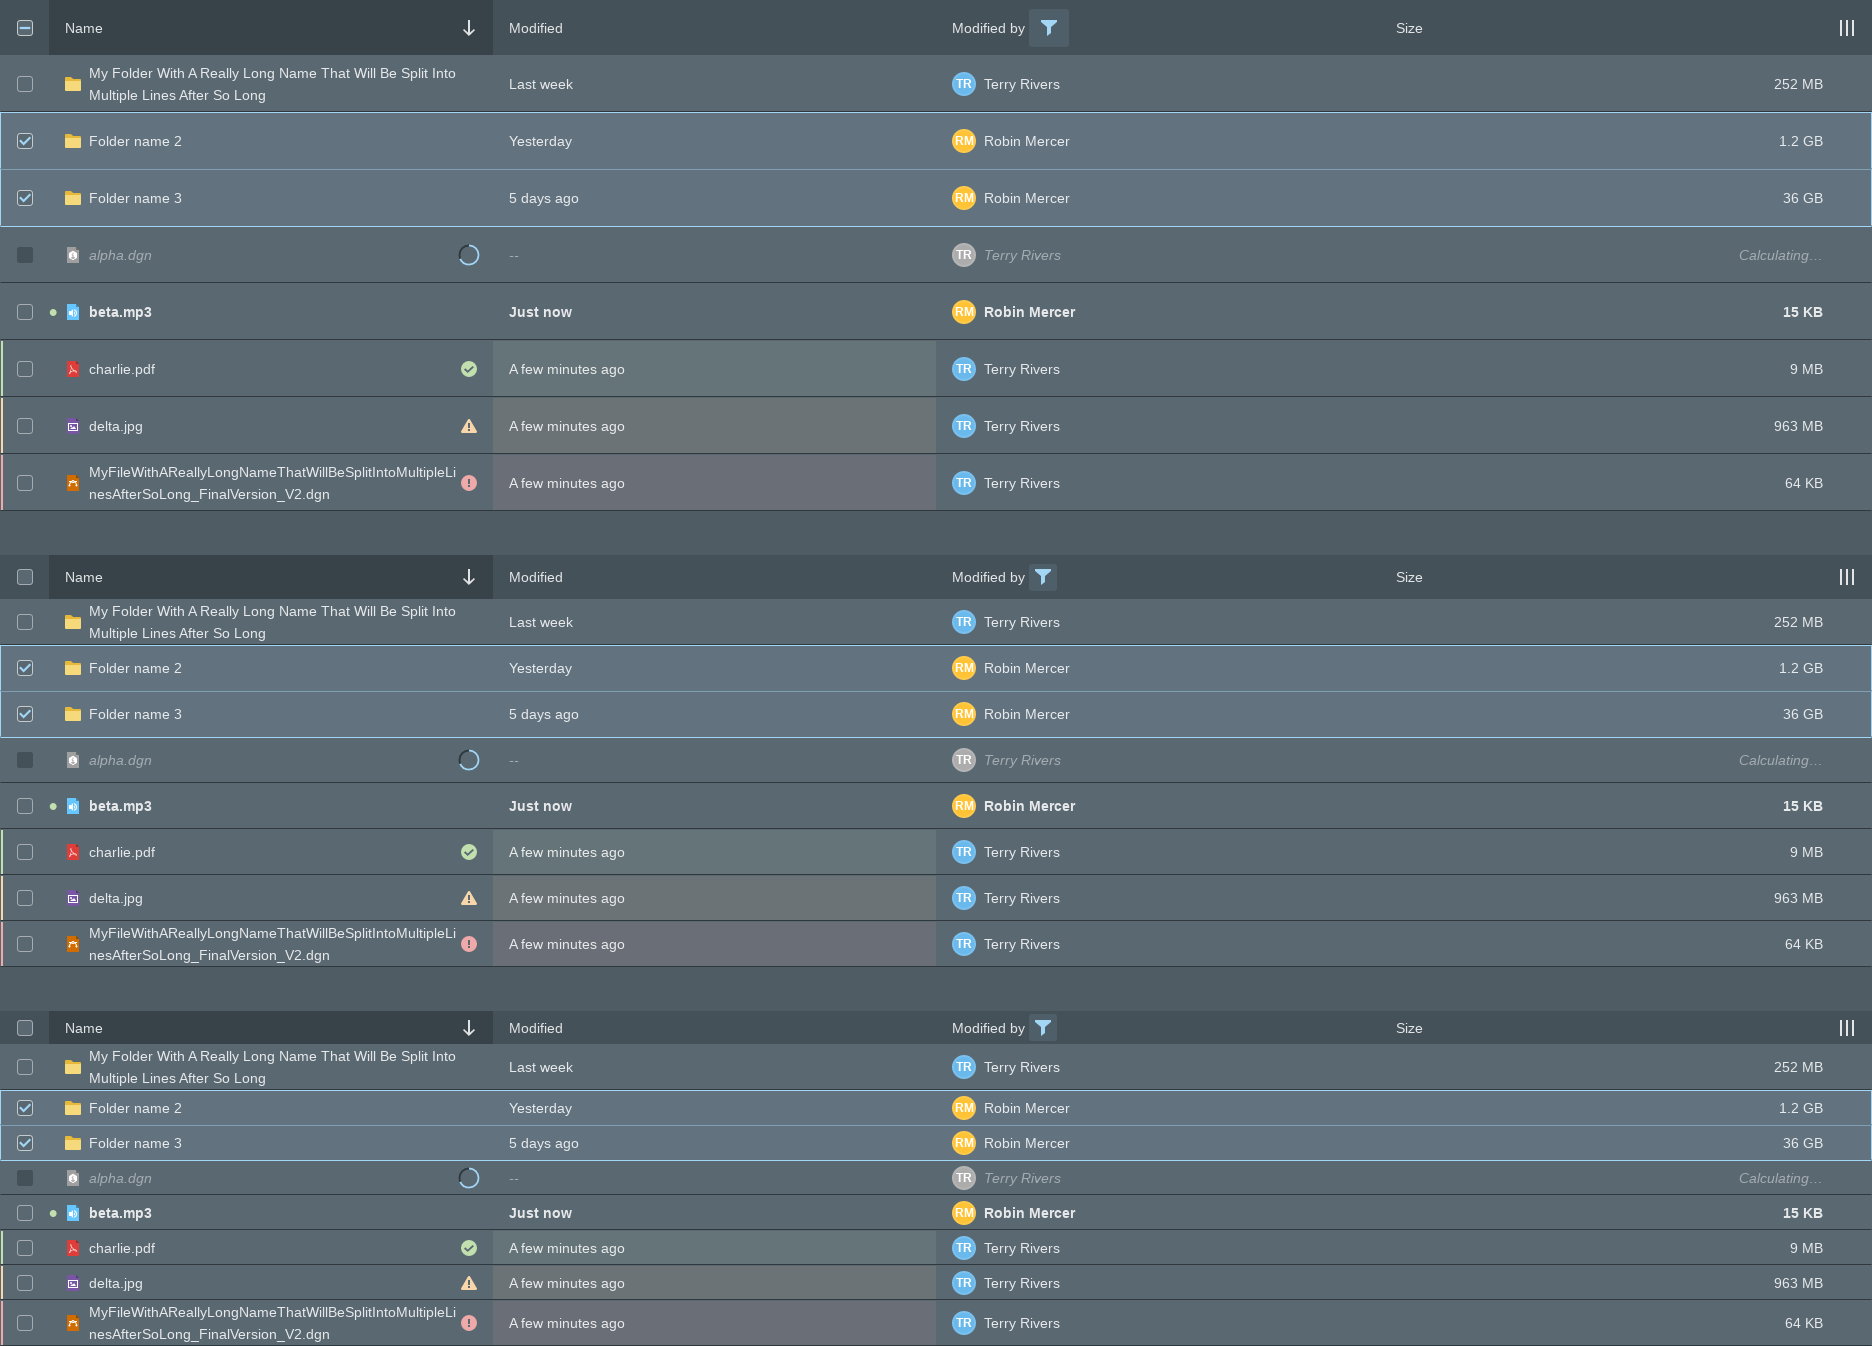 Name Modified Modified by Size
My Folder With A Really Long Name That Will Be Split Into
Multiple Lines After So Long
Last week TR Terry Rivers 252 MB
Folder name 2 Yesterday RM Robin Mercer 1.2 GB
Folder name 3 5 days ago RM Robin Mercer 36 GB
alpha.dgn -- TR Terry Rivers Calculating...
beta.mp3 Just now RM Robin Mercer 15 KB
charlie.pdf A few minutes ago TR Terry Rivers 9 MB
delta.jpg A few minutes ago TR Terry Rivers 963 MB
MyFileWithAReallyLongNameThatWillBeSplitIntoMultipleLi
nesAfterSoLong_FinalVersion_V2.dgn
A few minutes ago TR Terry Rivers 64 KB
Name Modified Modified by Size
My Folder With A Really Long Name That Will Be Split Into
Multiple Lines After So Long
Last week TR Terry Rivers 252 MB
Folder name 2 Yesterday RM Robin Mercer 1.2 GB
Folder name 3 5 days ago RM Robin Mercer 36 GB
alpha.dgn -- TR Terry Rivers Calculating...
beta.mp3 Just now RM Robin Mercer 15 KB
charlie.pdf A few minutes ago TR Terry Rivers 9 MB
delta.jpg A few minutes ago TR Terry Rivers 963 MB
MyFileWithAReallyLongNameThatWillBeSplitIntoMultipleLi
nesAfterSoLong_FinalVersion_V2.dgn
A few minutes ago TR Terry Rivers 64 KB
Name Modified Modified by Size
My Folder With A Really Long Name That Will Be Split Into
Multiple Lines After So Long
Last week TR Terry Rivers 252 MB
Folder name 2 Yesterday RM Robin Mercer 1.2 GB
Folder name 3 5 days ago RM Robin Mercer 36 GB
alpha.dgn -- TR Terry Rivers Calculating...
beta.mp3 Just now RM Robin Mercer 15 KB
charlie.pdf A few minutes ago TR Terry Rivers 9 MB
delta.jpg A few minutes ago TR Terry Rivers 963 MB
MyFileWithAReallyLongNameThatWillBeSplitIntoMultipleLi
nesAfterSoLong_FinalVersion_V2.dgn
A few minutes ago TR Terry Rivers 64 KB